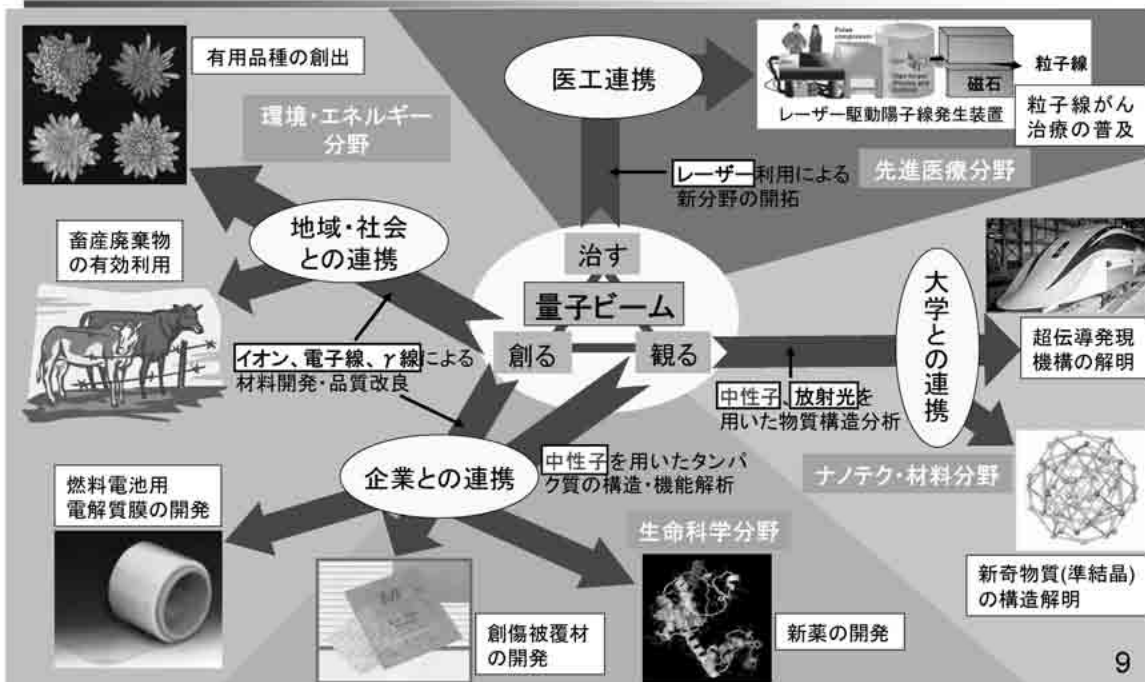 有用品種の創出
環境・エネルギー
分野
医工連携
粒子線
磁石
レーザー駆動陽子線発生装置
粒子線がん
治療の普及
先進医療分野
レーザー利用による
新分野の開拓
地域・社会
との連携
畜産廃棄物
の有効利用
治す
量子ビーム
創る
観る
イオン、電子線、γ線による
材料開発・品質改良
大学との連携
超伝導発現
機構の解明
中性子、放射光を
用いた物質構造分析
ナノテク・材料分野
新奇物質(準結晶)
の構造解明
企業との連携
中性子を用いたタンパ
ク質の構造・機能解析
生命科学分野
燃料電池用
電解質膜の開発
創傷被覆材
の開発
新薬の開発
9